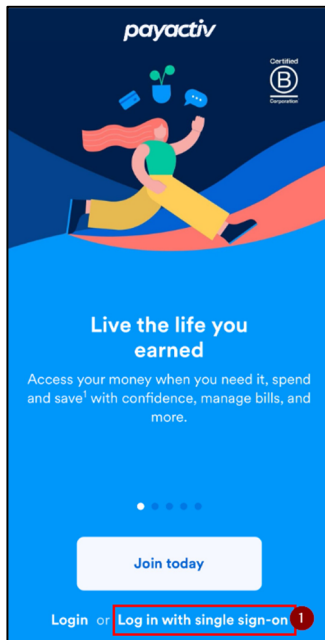 payactiv
Certified
B
Corporation
Live the life you
earned
Access your money when you need it, spend
and save¹ with confidence, manage bills, and
more.
Join today
Login or Log in with single sign-on 1